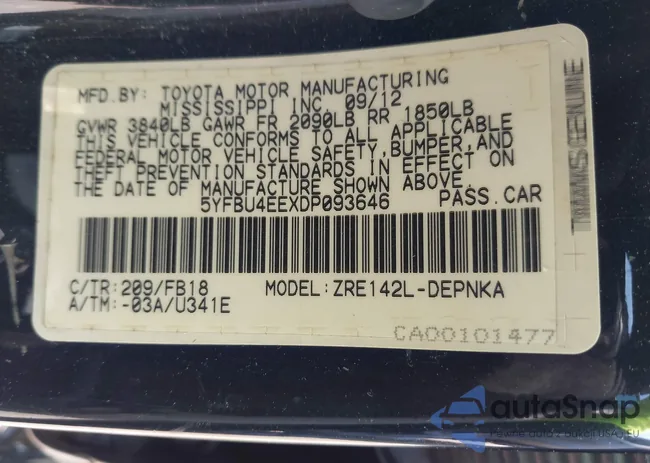 MFD.BY: TOYOTA MOTOR MANUFACTURING
MISSISSIPPI INC. 09/12
GVWR 3840LB GAWR FR 2090LB RR 1850LB
THIS VEHICLE CONFORMS TO ALL APPLICABLE
FEDERAL MOTOR VEHICLE SAFETY,BUMPER,AND
THEFT PREVENTION STANDARDS IN EFFECT ON
THE DATE OF MANUFACTURE SHOWN ABOVE.
5YFBU4EEXDP093646 PASS.CAR
C/TR:209/FB18 MODEL:ZRE142L-DEPNKA
A/TM:-03A/U341E
CA00101477
GENUINE
autoSnap